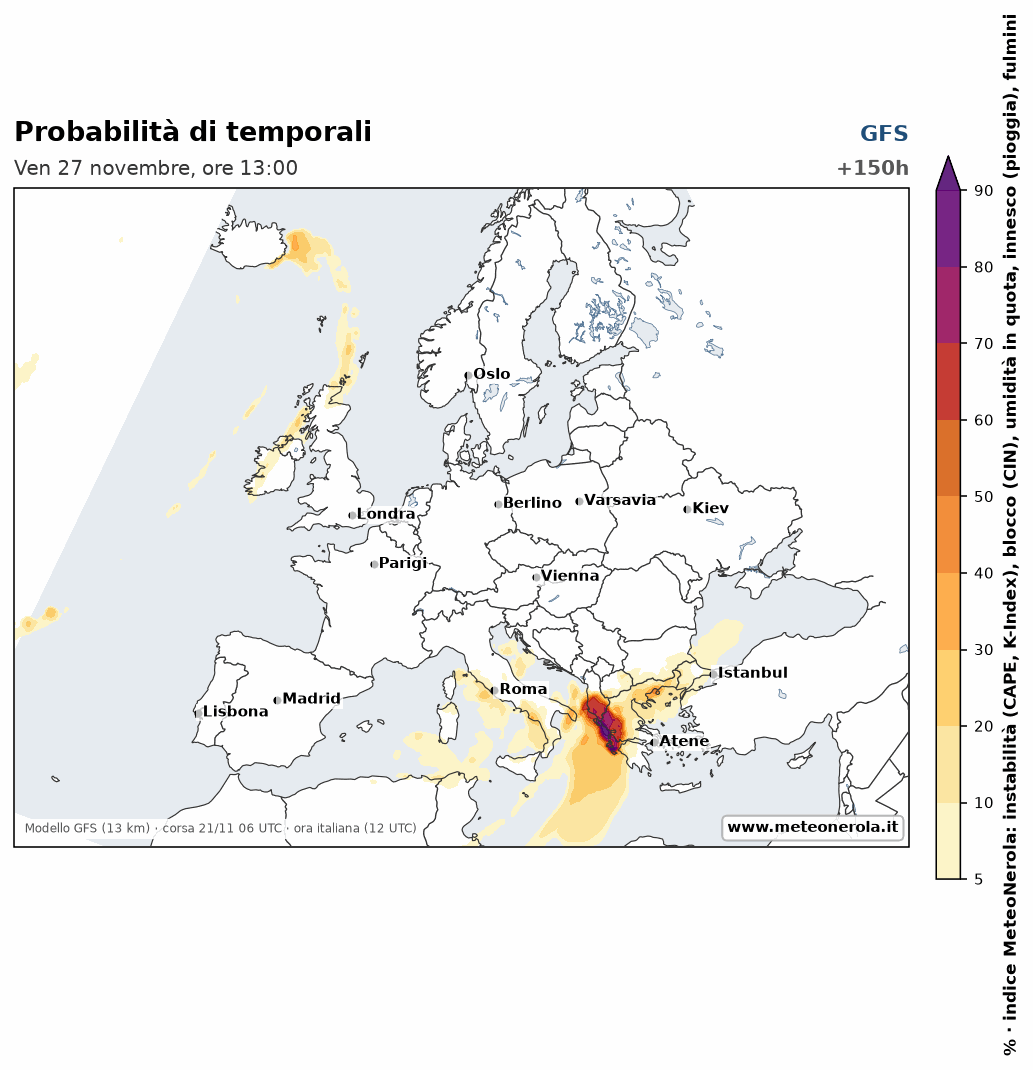 Probabilità di temporali
GFS
Ven 27 novembre, ore 13:00
+150h
Oslo
Londra
Berlino
Varsavia
Kiev
Parigi
Vienna
Madrid
Lisbona
Roma
Istanbul
Atene
Modello GFS (13 km) · corsa 21/11 06 UTC · ora italiana (12 UTC)
www.meteonerola.it
90
80
70
60
50
40
30
20
10
5
% · indice MeteoNerola: instabilità (CAPE, K-Index), blocco (CIN), umidità in quota, innesco (pioggia), fulmini